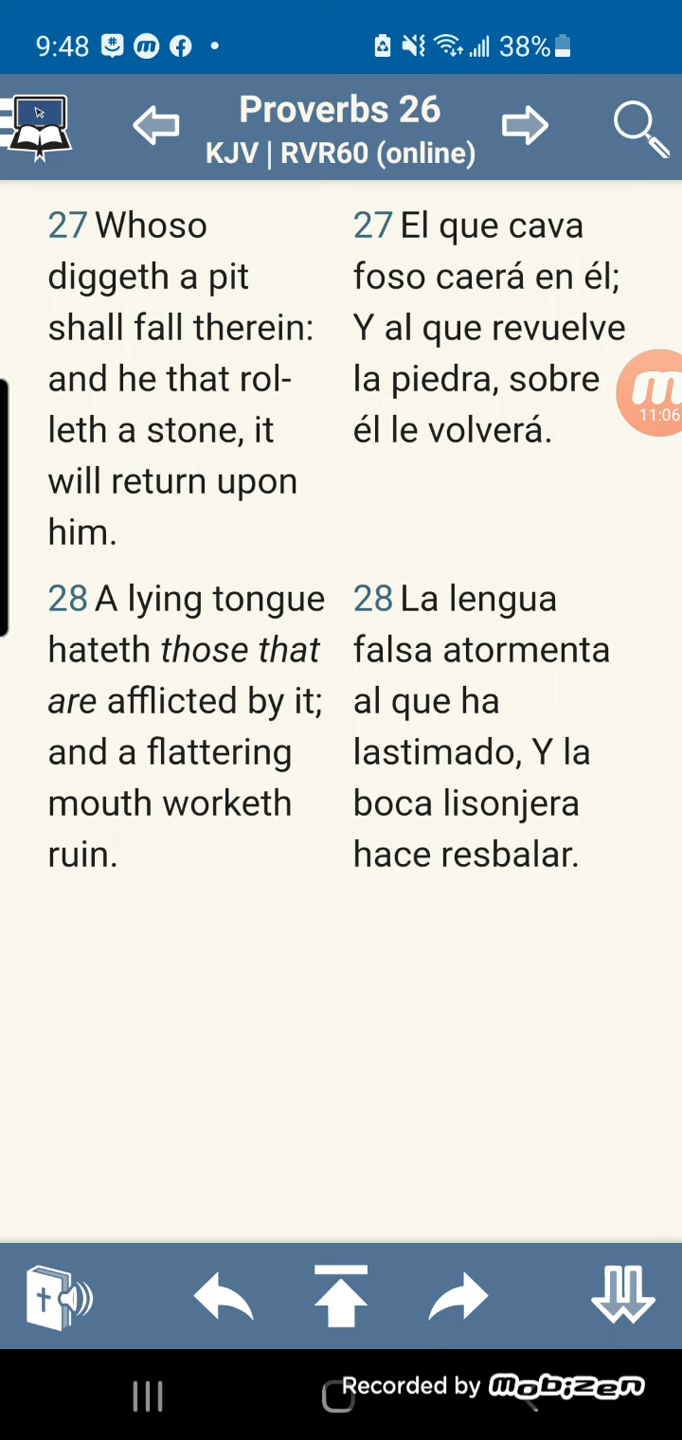 9:48
38%
Proverbs 26
KJV | RVR60 (online)
27 Whoso
diggeth a pit
shall fall therein:
and he that rol-
leth a stone, it
will return upon
him.
28 A lying tongue
hateth those that
are afflicted by it;
and a flattering
mouth worketh
ruin.
27 El que cava
foso caerá en él;
Y al que revuelve
la piedra, sobre
él le volverá.
28 La lengua
falsa atormenta
al que ha
lastimado, Y la
boca lisonjera
hace resbalar.
m
11:06
Recorded by mobizen